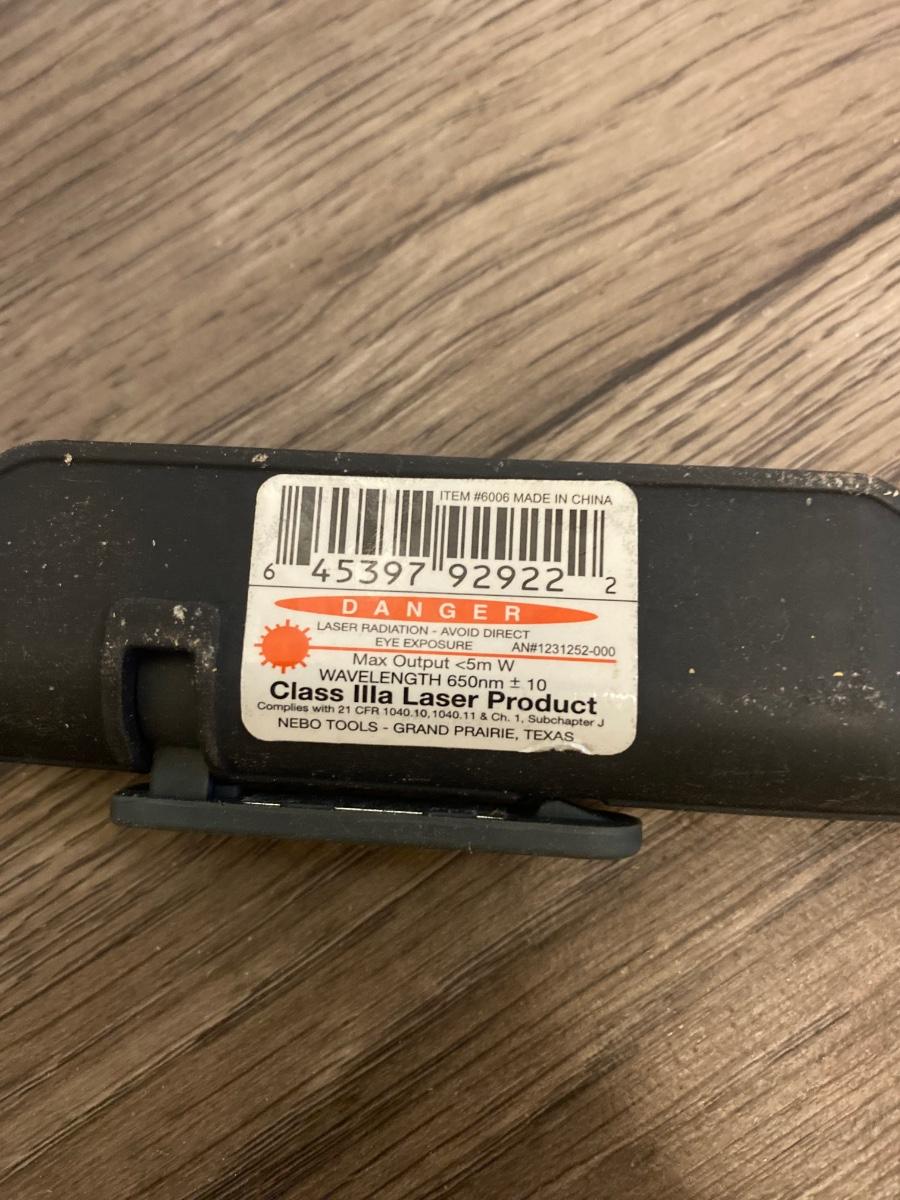 ITEM #6006 MADE IN CHINA
6 45397 92922 2
DANGER
LASER RADIATION - AVOID DIRECT
EYE EXPOSURE AN#1231252-000
Max Output <5m W
WAVELENGTH 650nm ± 10
Class IIIa Laser Product
Complies with 21 CFR 1040.10,1040.11 & Ch. 1, Subchapter J
NEBO TOOLS - GRAND PRAIRIE, TEXAS